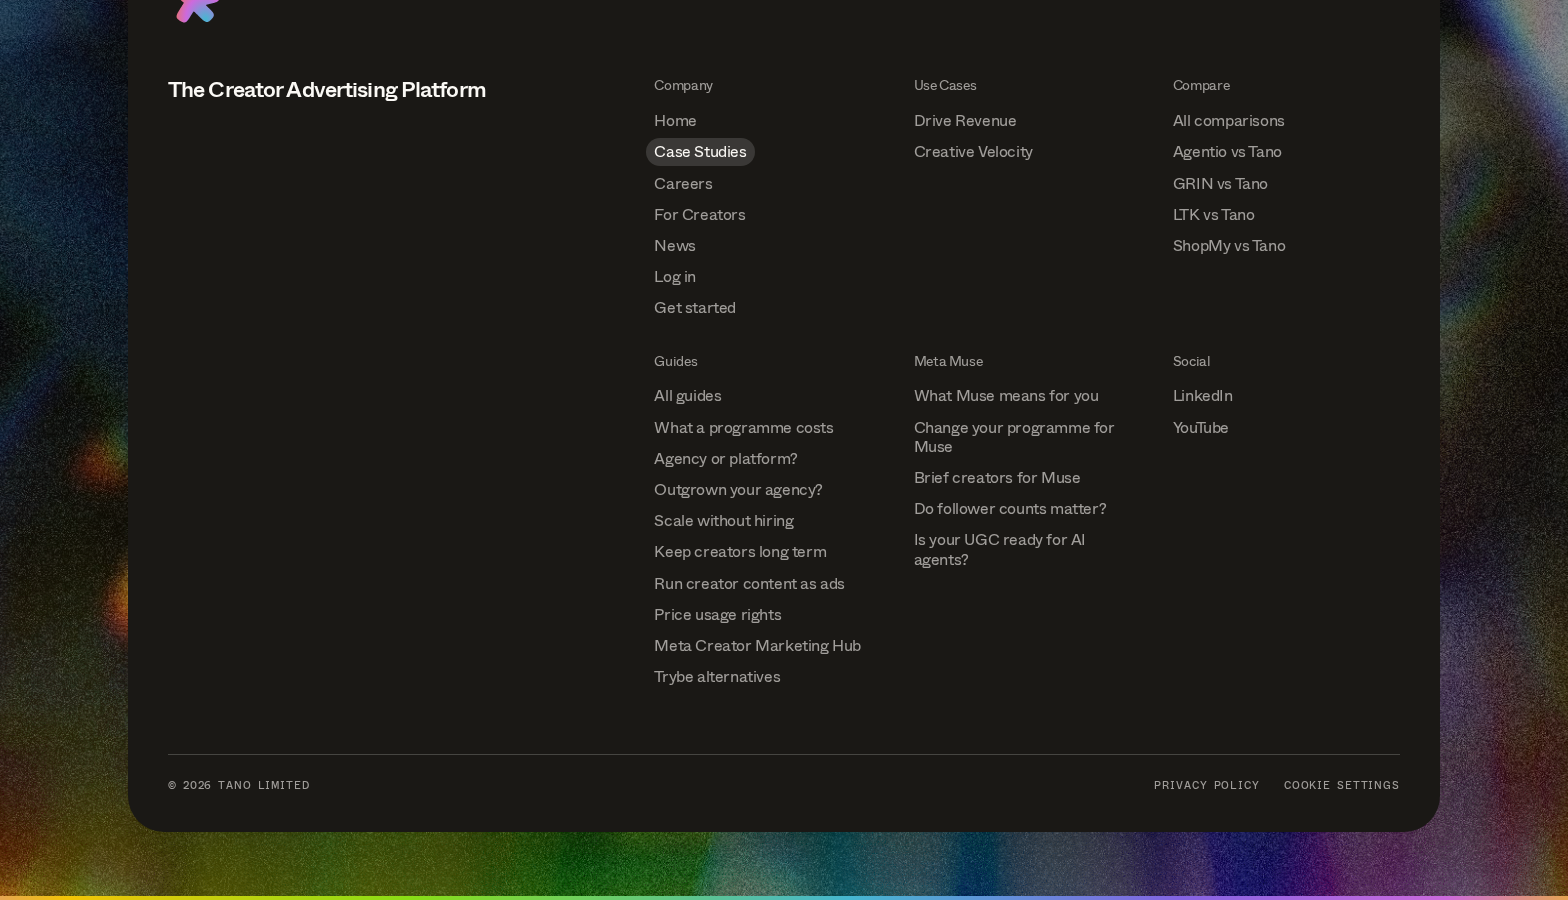 The Creator Advertising Platform
Company
Home
Case Studies
Careers
For Creators
News
Log in
Get started
Use Cases
Drive Revenue
Creative Velocity
Compare
All comparisons
Agentio vs Tano
GRIN vs Tano
LTK vs Tano
ShopMy vs Tano
Guides
All guides
What a programme costs
Agency or platform?
Outgrown your agency?
Scale without hiring
Keep creators long term
Run creator content as ads
Price usage rights
Meta Creator Marketing Hub
Trybe alternatives
Meta Muse
What Muse means for you
Change your programme for
Muse
Brief creators for Muse
Do follower counts matter?
Is your UGC ready for AI
agents?
Social
LinkedIn
YouTube
© 2026 TANO LIMITED
PRIVACY POLICY
COOKIE SETTINGS